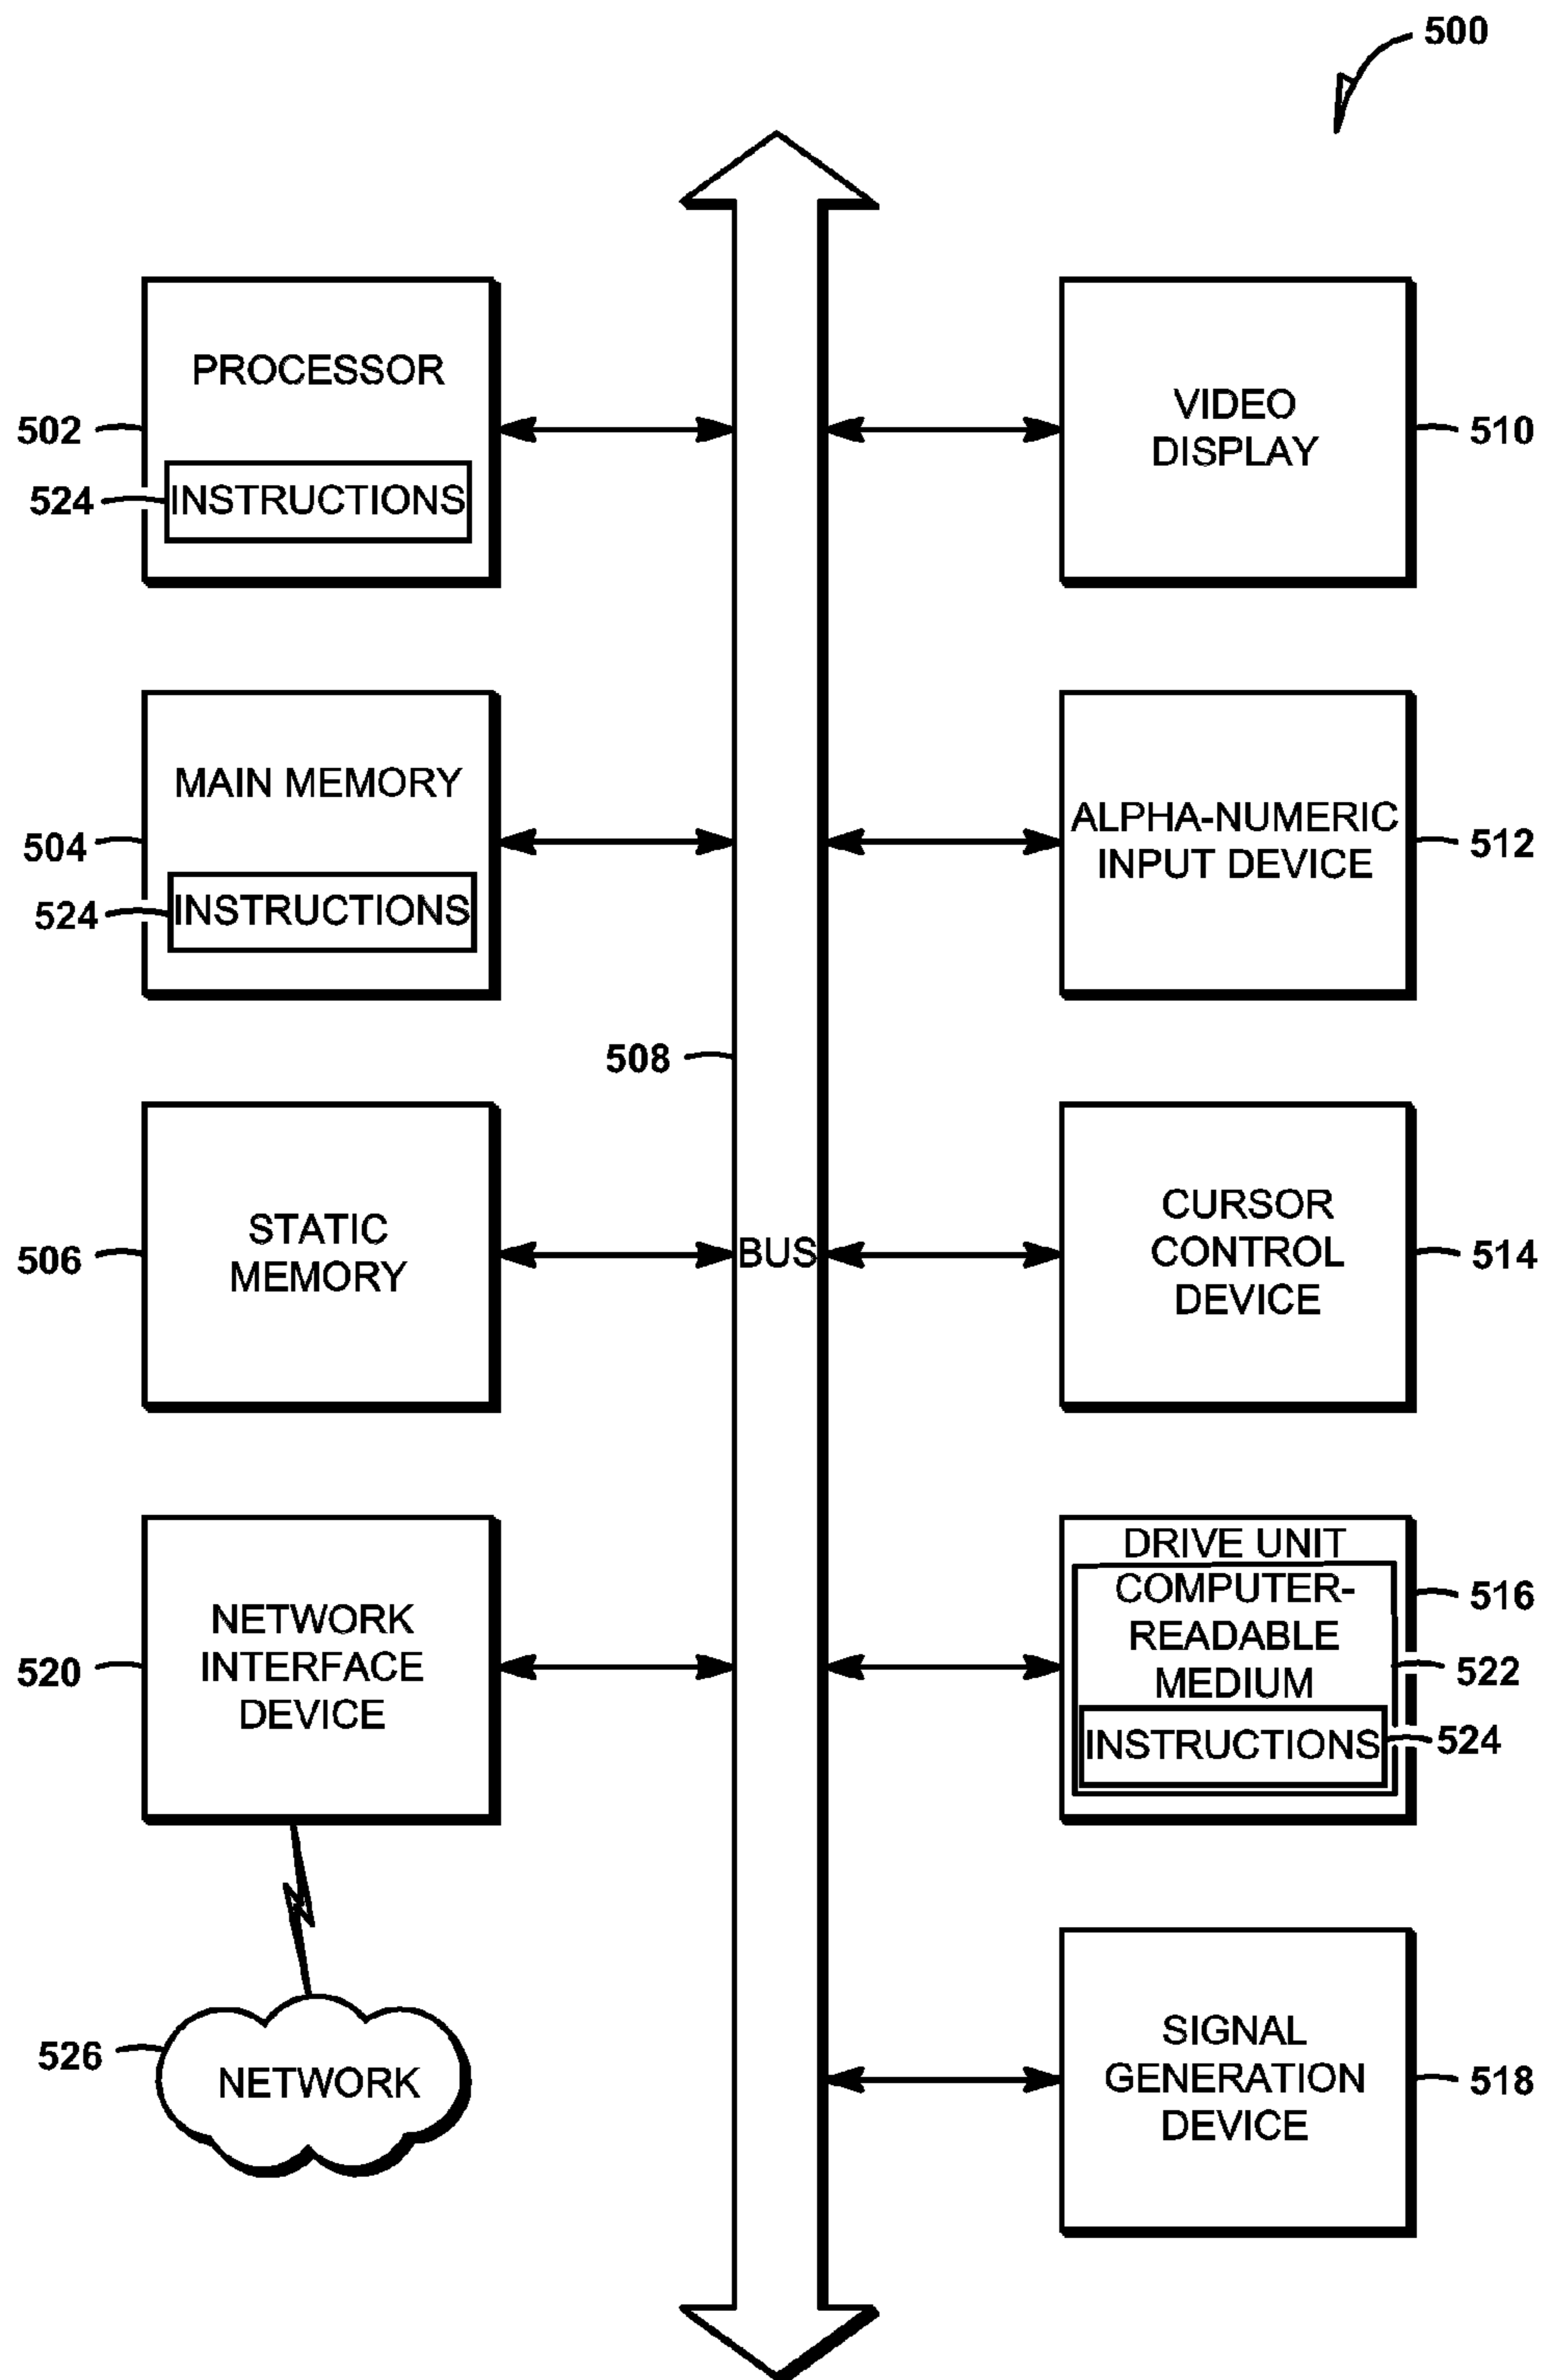 500
PROCESSOR
502
524
INSTRUCTIONS
VIDEO
DISPLAY
510
MAIN MEMORY
504
524
INSTRUCTIONS
ALPHA-NUMERIC
INPUT DEVICE
512
508
STATIC
MEMORY
506
BUS
CURSOR
CONTROL
DEVICE
514
NETWORK
INTERFACE
DEVICE
520
DRIVE UNIT
COMPUTER-
READABLE
MEDIUM
INSTRUCTIONS
516
522
524
526
NETWORK
SIGNAL
GENERATION
DEVICE
518